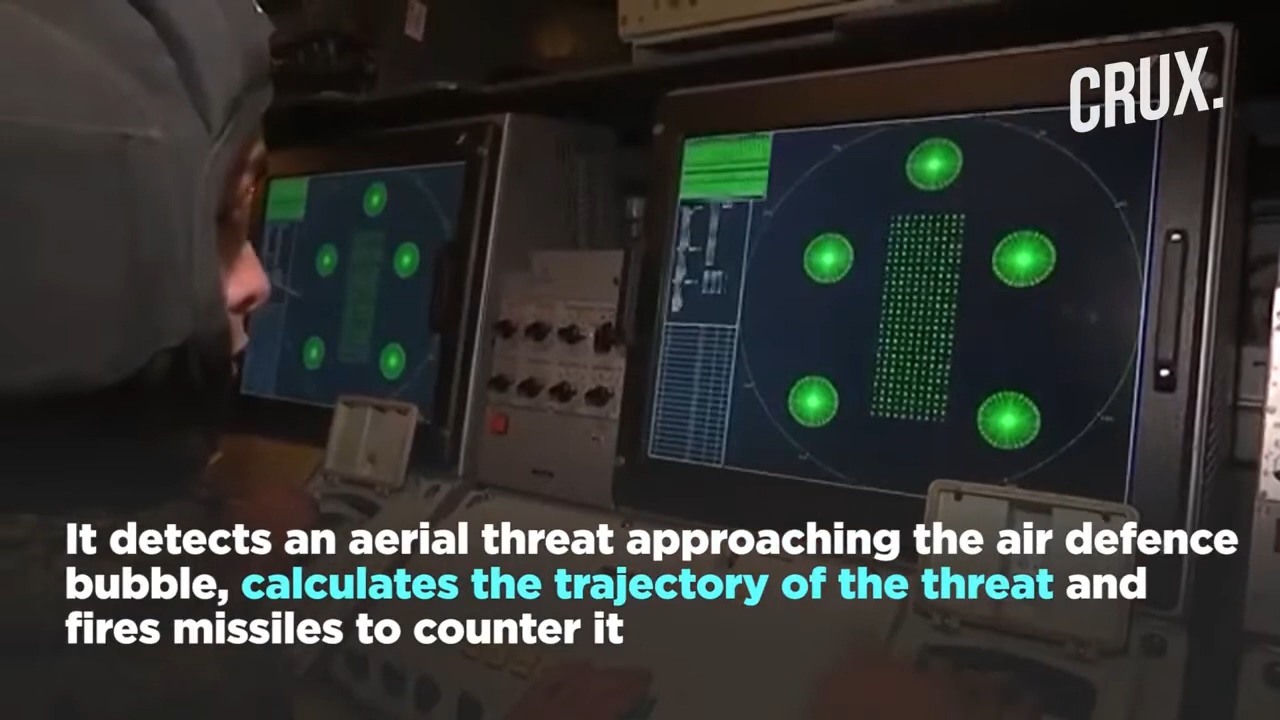 CRUX.
It detects an aerial threat approaching the air defence
bubble, calculates the trajectory of the threat and
fires missiles to counter it